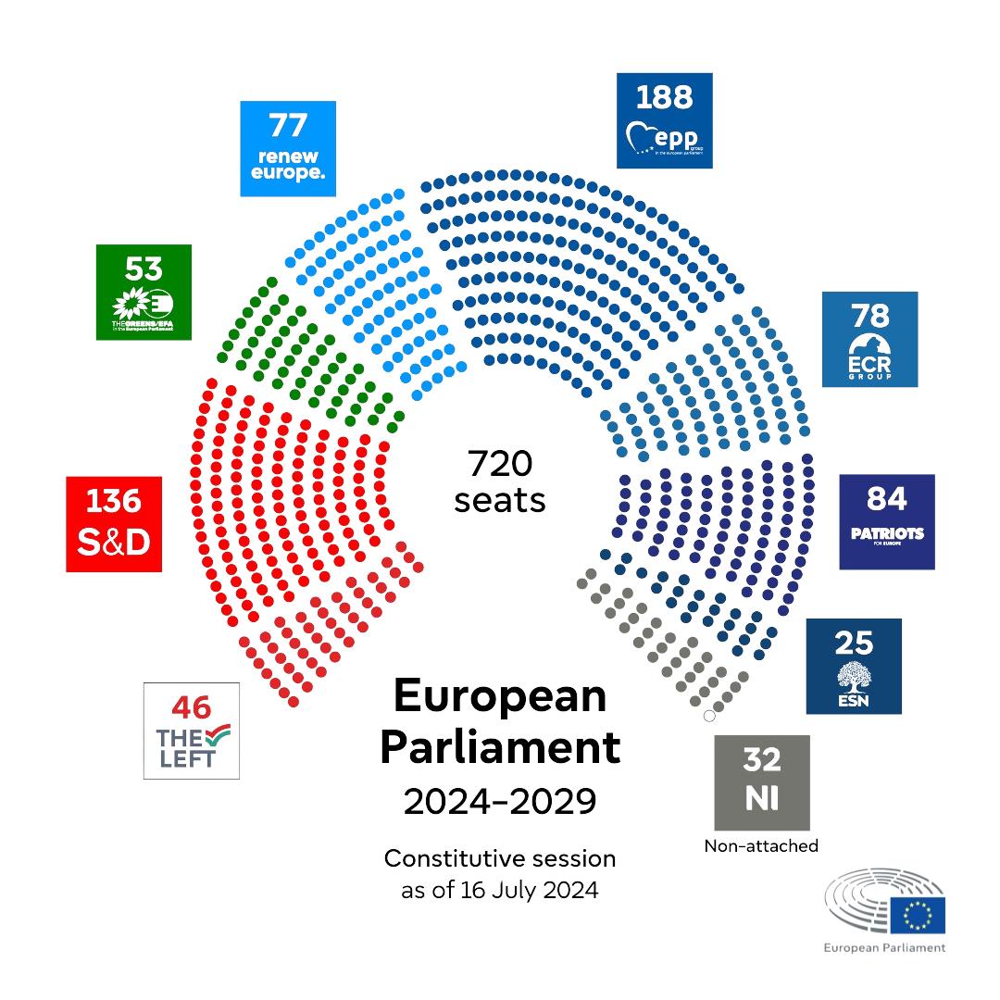 188
epp
group
in the european parliament
77
renew
europe.
53
THEGREENS/EFA
in the European Parliament
78
ECR
GROUP
720
seats
136
S&D
84
PATRIOTS
FOR EUROPE
25
ESN
46
THE
LEFT
European
Parliament
2024–2029
Constitutive session
as of 16 July 2024
32
NI
Non-attached
European Parliament